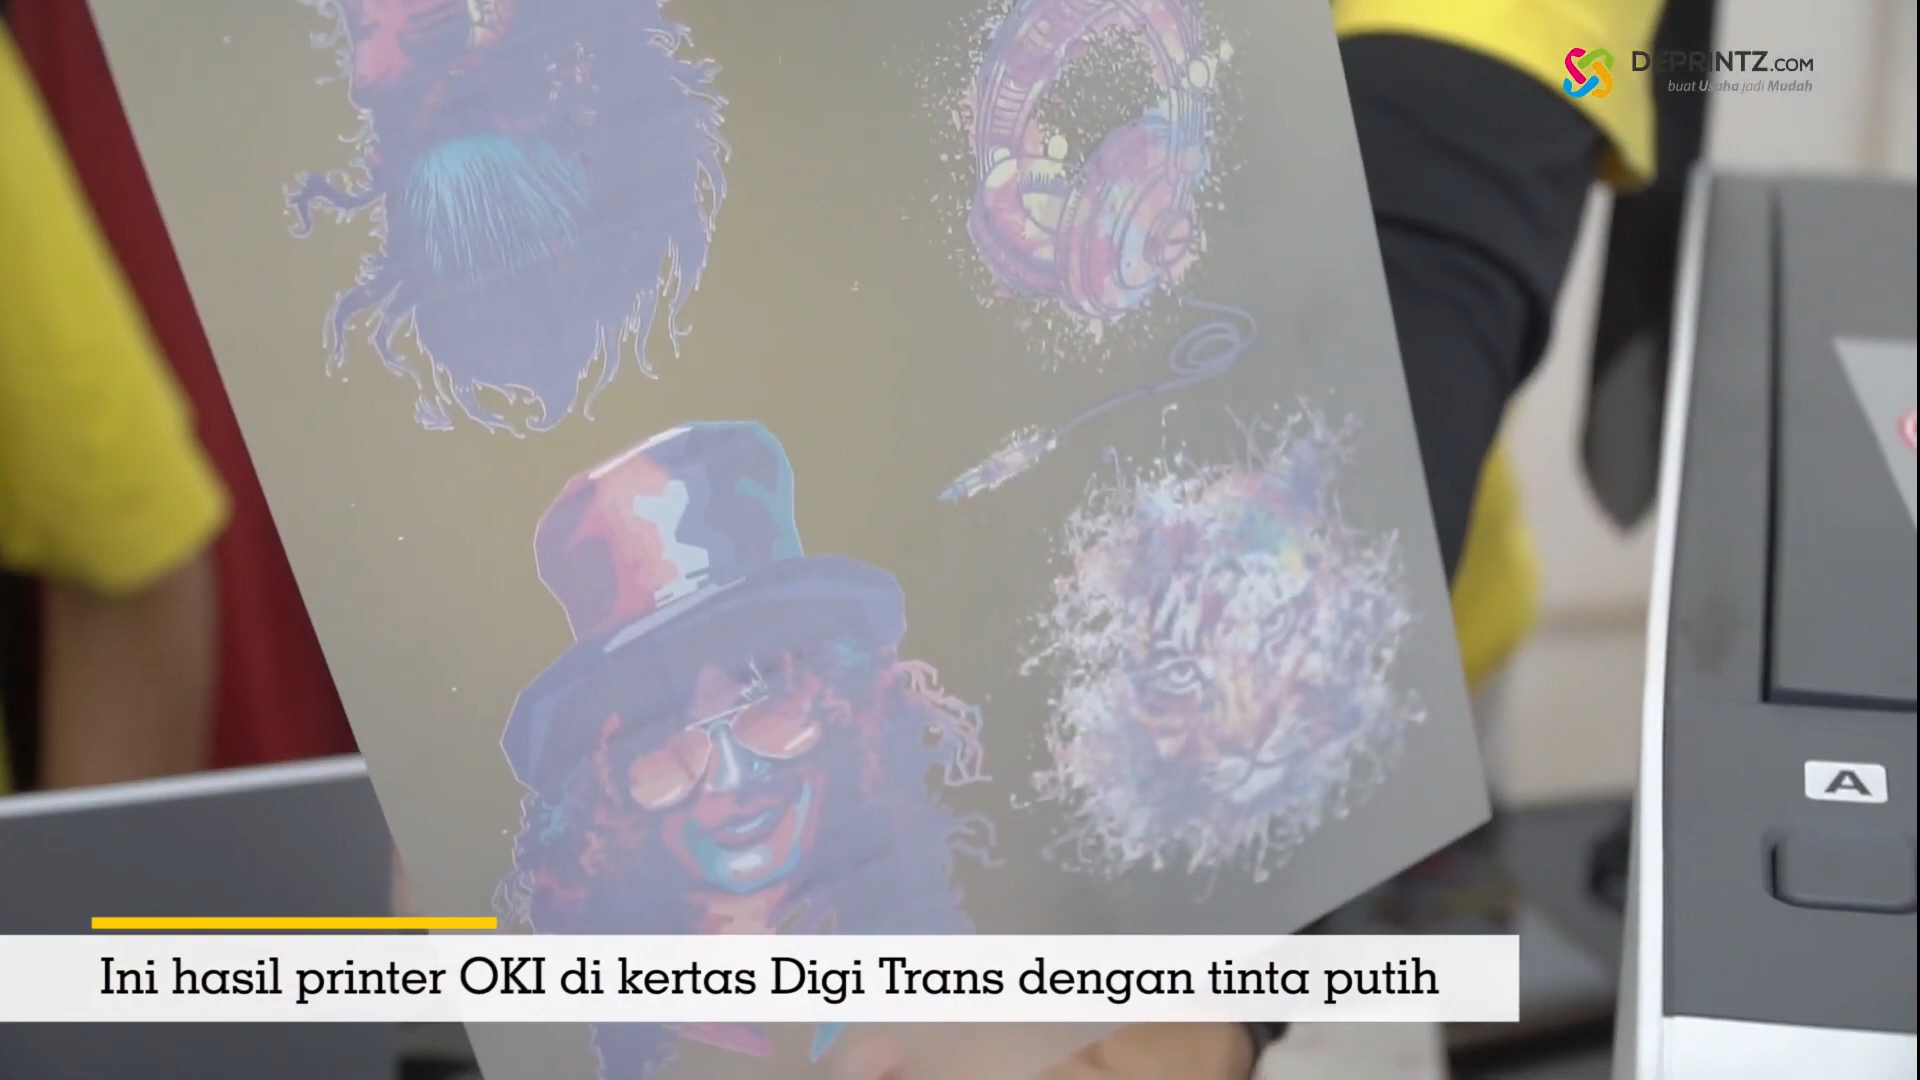 DEPRINTZ.COM
buat Usaha jadi Mudah
A
Ini hasil printer OKI di kertas Digi Trans dengan tinta putih